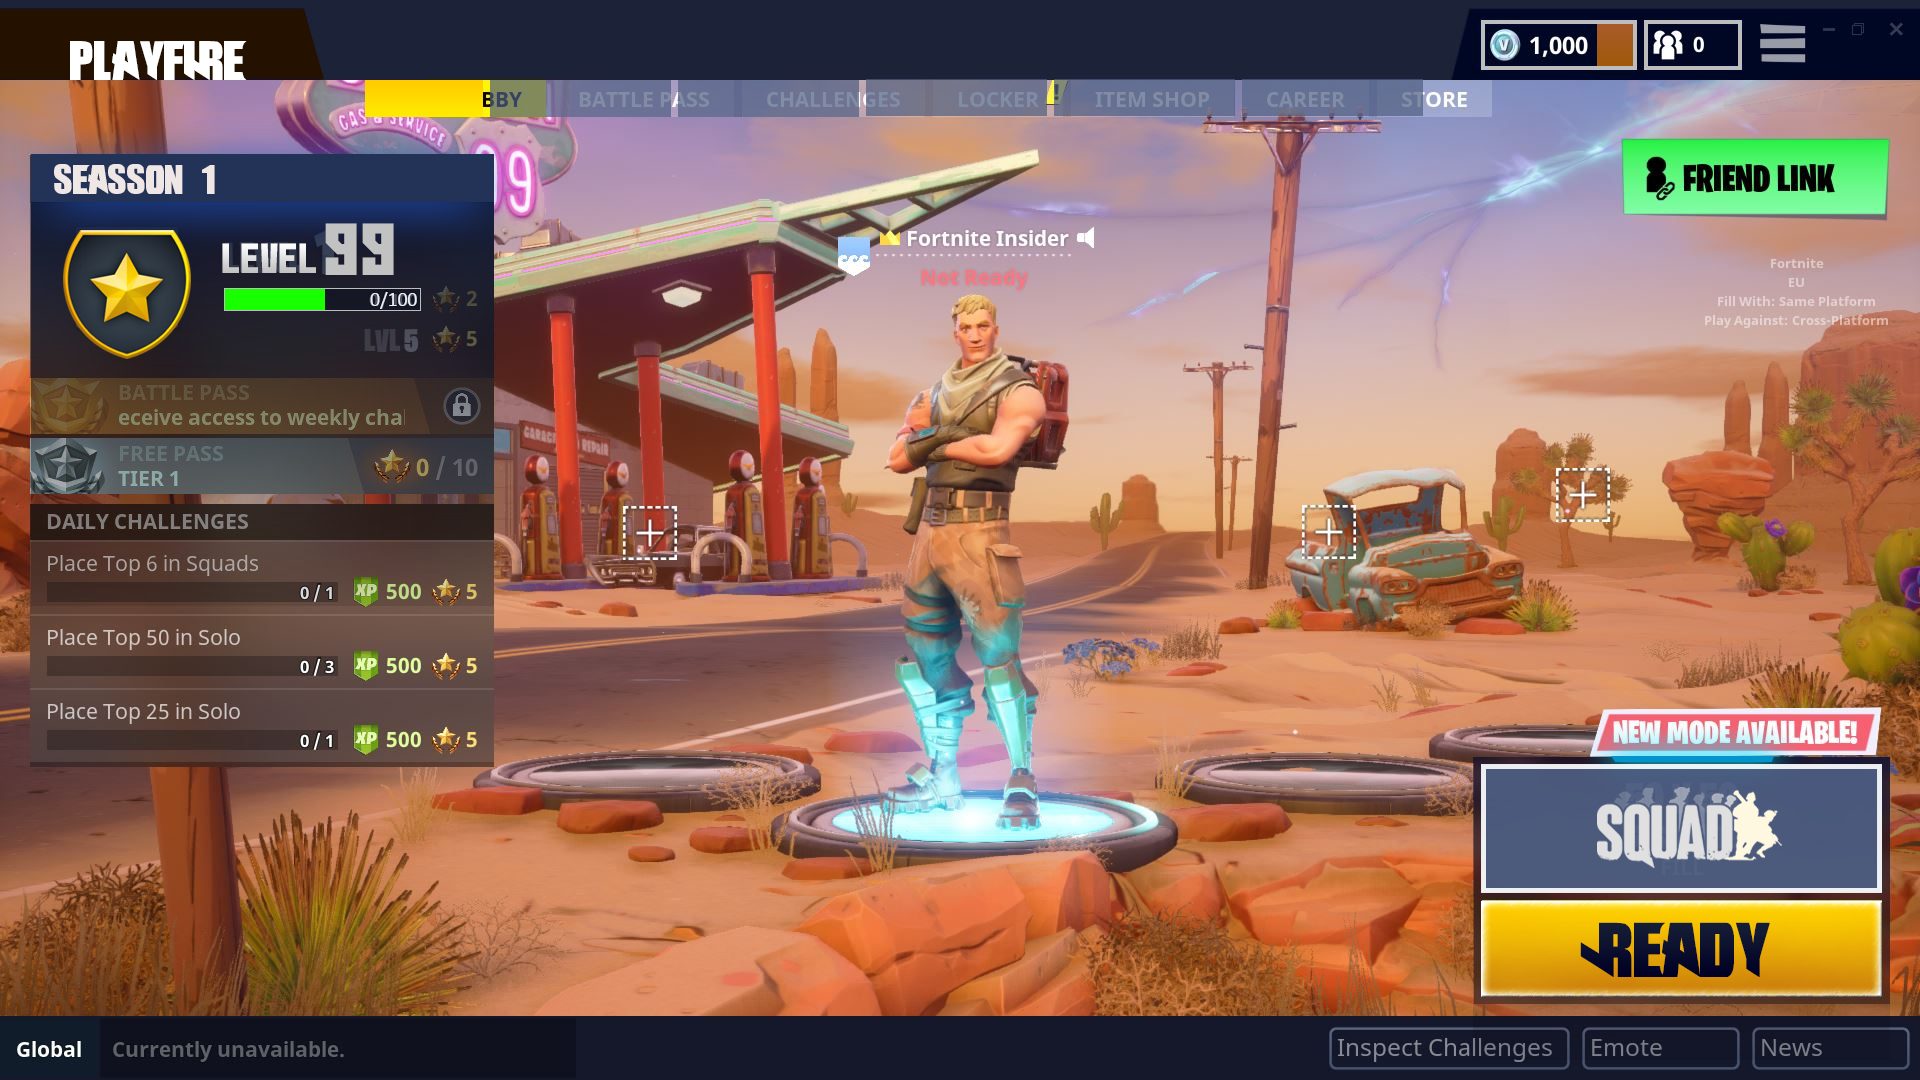 PLAYFIRE
1,000
0
BBY
BATTLE PASS
CHALLENGES
LOCKER
!
ITEM SHOP
CAREER
STORE
GAS & SERVICE
99
SEASSON 1
LEVEL 99
0/100
2
LVL 5
5
BATTLE PASS
eceive access to weekly cha
FREE PASS
TIER 1
0 / 10
DAILY CHALLENGES
Place Top 6 in Squads
0 / 1
XP 500
5
Place Top 50 in Solo
0 / 3
XP 500
5
Place Top 25 in Solo
0 / 1
XP 500
5
Fortnite Insider
Not Ready
FRIEND LINK
Fortnite
EU
Fill With: Same Platform
Play Against: Cross-Platform
NEW MODE AVAILABLE!
SQUAD
FILL
READY
Global
Currently unavailable.
Inspect Challenges
Emote
News